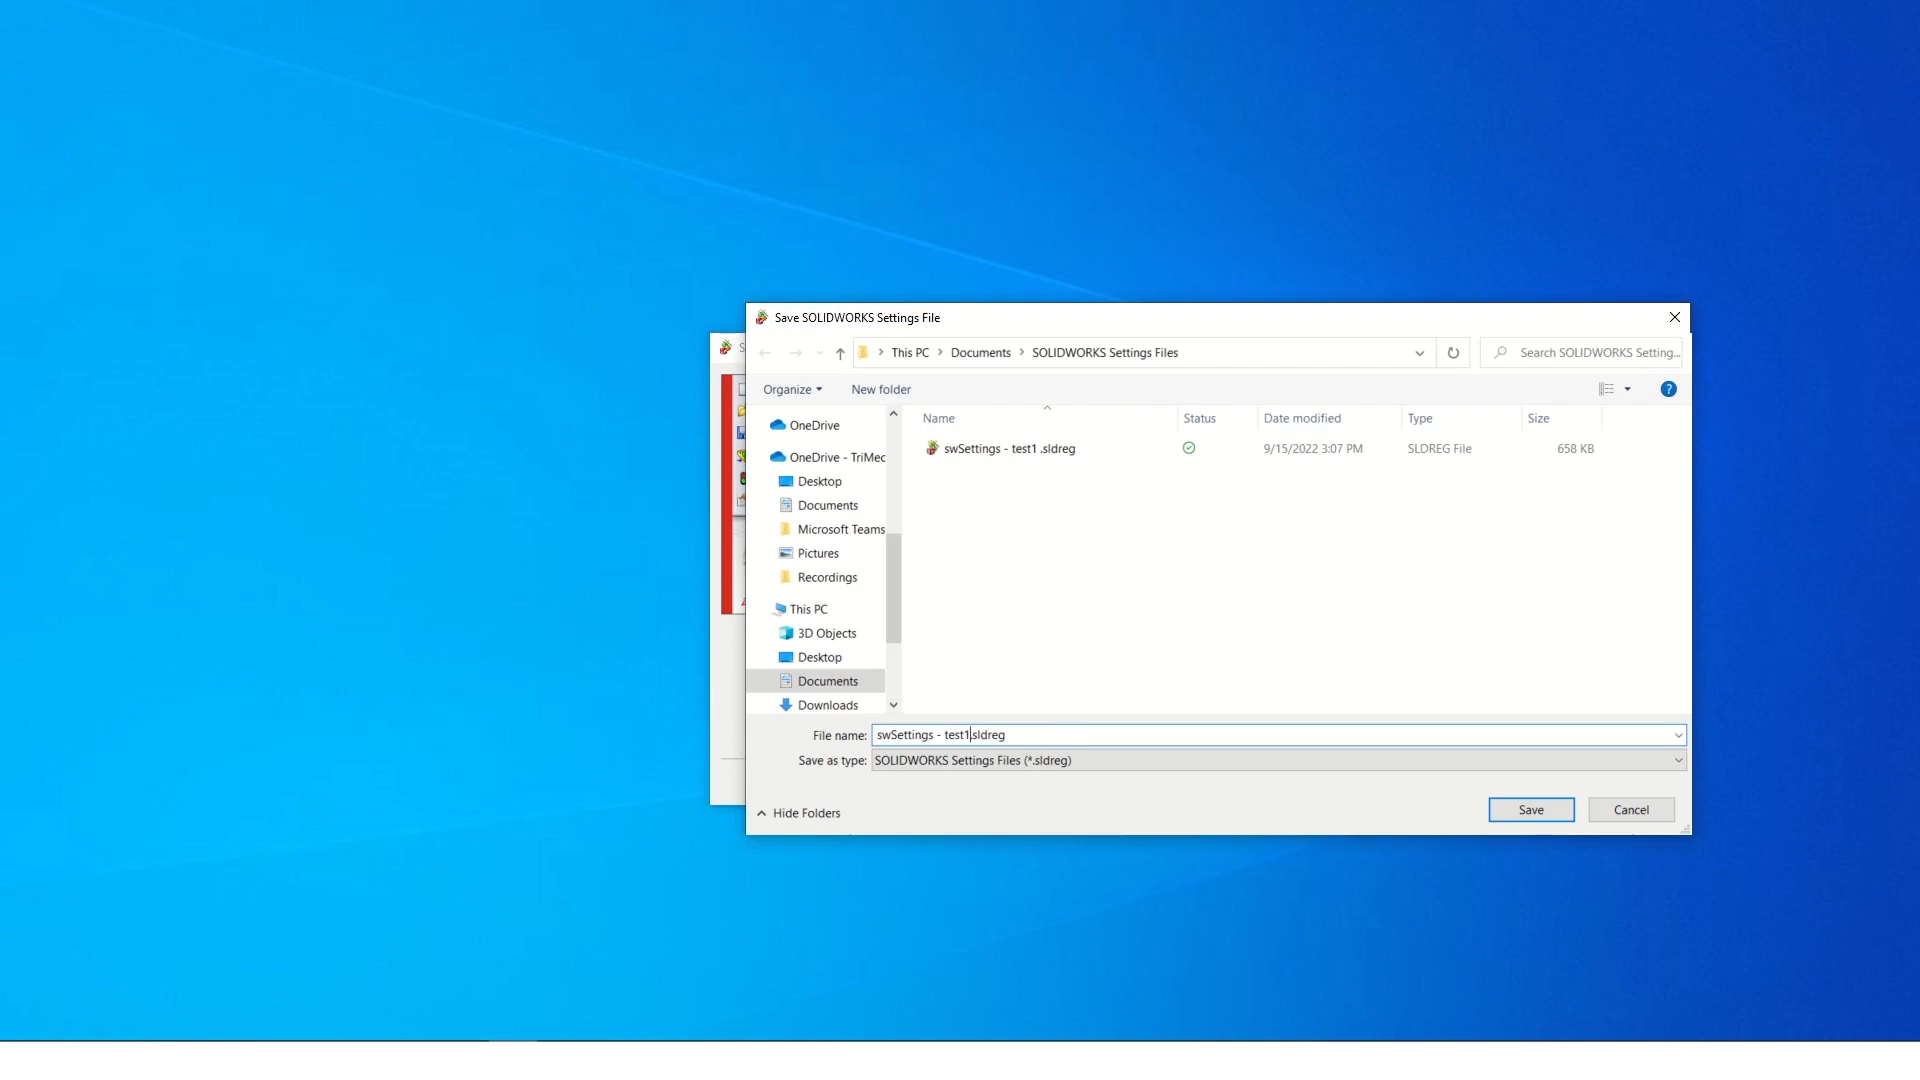 Save SOLIDWORKS Settings File
S
This PC > Documents > SOLIDWORKS Settings Files
Search SOLIDWORKS Setting...
Organize
New folder
?
Name
Status
Date modified
Type
Size
OneDrive
swSettings - test1 .sldreg
9/15/2022 3:07 PM
SLDREG File
658 KB
OneDrive - TriMec
Desktop
Documents
Microsoft Teams
Pictures
Recordings
This PC
3D Objects
Desktop
Documents
Downloads
File name: swSettings - test1.sldreg
Save as type: SOLIDWORKS Settings Files (*.sldreg)
Hide Folders
Save
Cancel